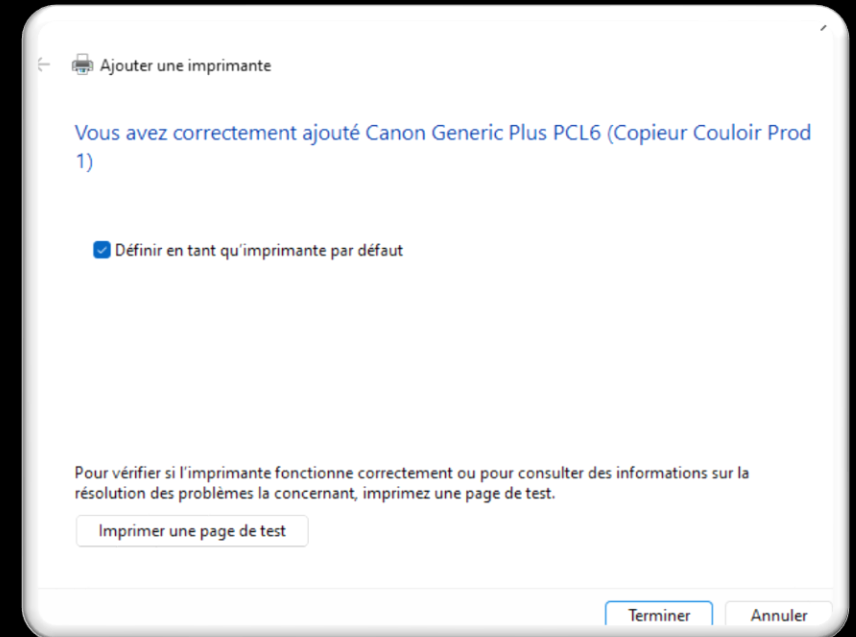 Ajouter une imprimante
Vous avez correctement ajouté Canon Generic Plus PCL6 (Copieur Couloir Prod
1)
Définir en tant qu'imprimante par défaut
Pour vérifier si l'imprimante fonctionne correctement ou pour consulter des informations sur la
résolution des problèmes la concernant, imprimez une page de test.
Imprimer une page de test
Terminer
Annuler